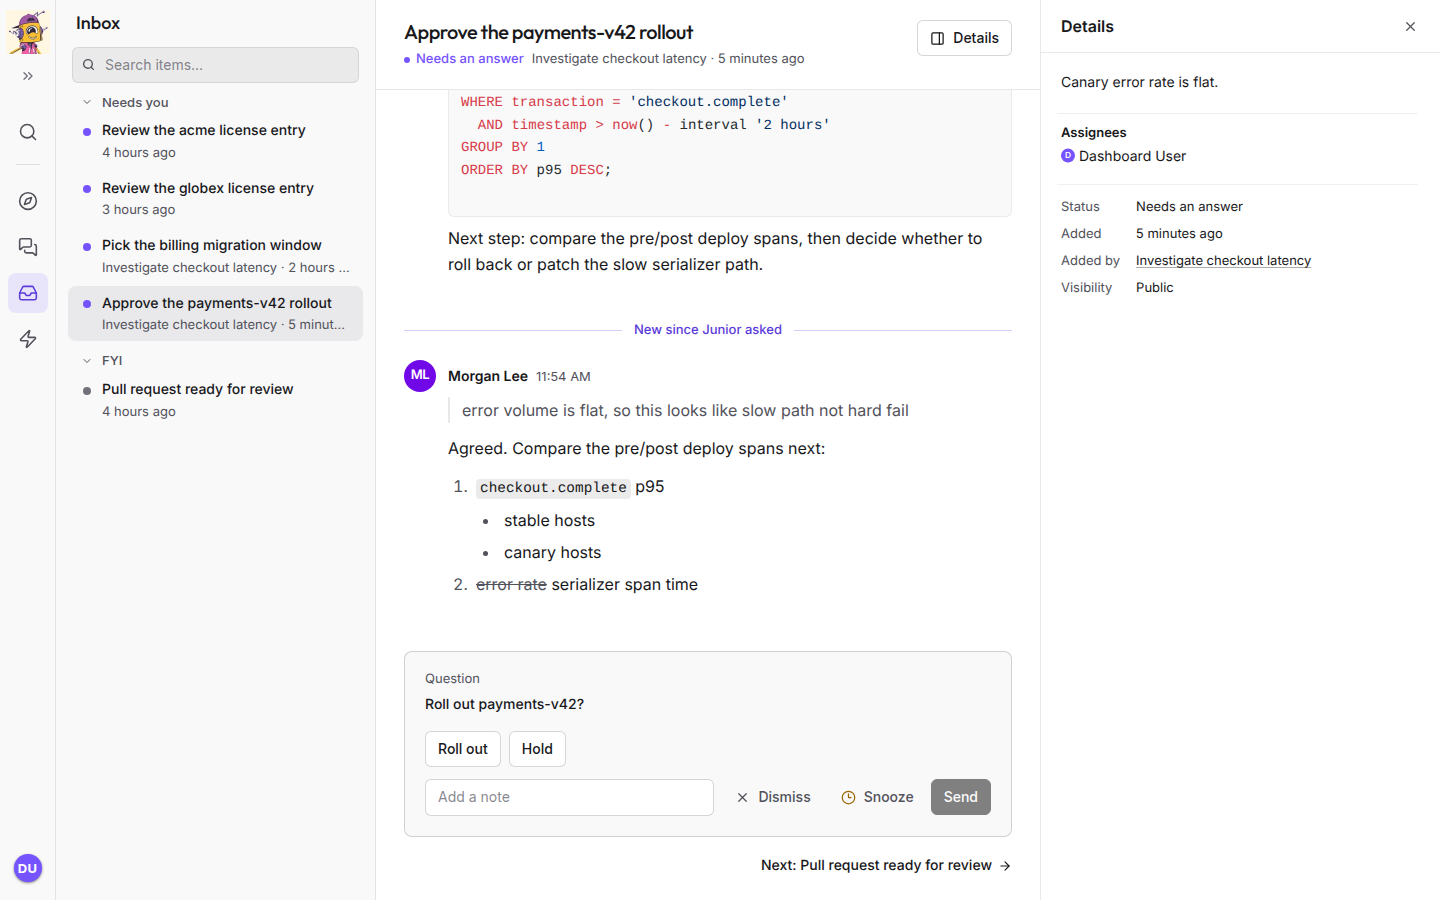 Inbox
Search items...
Needs you
Review the acme license entry
4 hours ago
Review the globex license entry
3 hours ago
Pick the billing migration window
Investigate checkout latency · 2 hours ...
Approve the payments-v42 rollout
Investigate checkout latency · 5 minut...
FYI
Pull request ready for review
4 hours ago
DU
Approve the payments-v42 rollout
Needs an answer Investigate checkout latency · 5 minutes ago
Details
WHERE transaction = 'checkout.complete'
AND timestamp > now() - interval '2 hours'
GROUP BY 1
ORDER BY p95 DESC;
Next step: compare the pre/post deploy spans, then decide whether to
roll back or patch the slow serializer path.
New since Junior asked
ML
Morgan Lee 11:54 AM
error volume is flat, so this looks like slow path not hard fail
Agreed. Compare the pre/post deploy spans next:
1. checkout.complete p95
• stable hosts
• canary hosts
2. error rate serializer span time
Question
Roll out payments-v42?
Roll out
Hold
Add a note
Dismiss
Snooze
Send
Next: Pull request ready for review →
Details
Canary error rate is flat.
Assignees
D Dashboard User
Status Needs an answer
Added 5 minutes ago
Added by Investigate checkout latency
Visibility Public